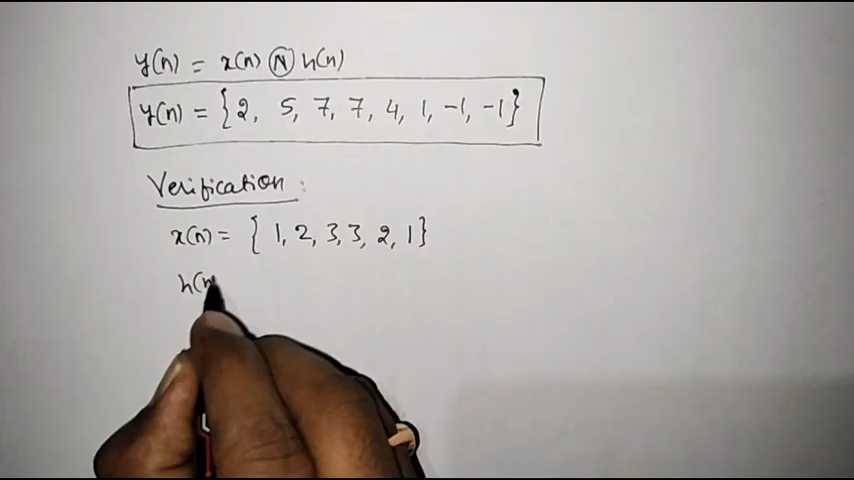 y(n) = x(n) Ⓝ h(n)
y(n) = {2, 5, 7, 7, 4, 1, -1, -1}
Verification :
x(n) = { 1, 2, 3, 3, 2, 1}
h(n